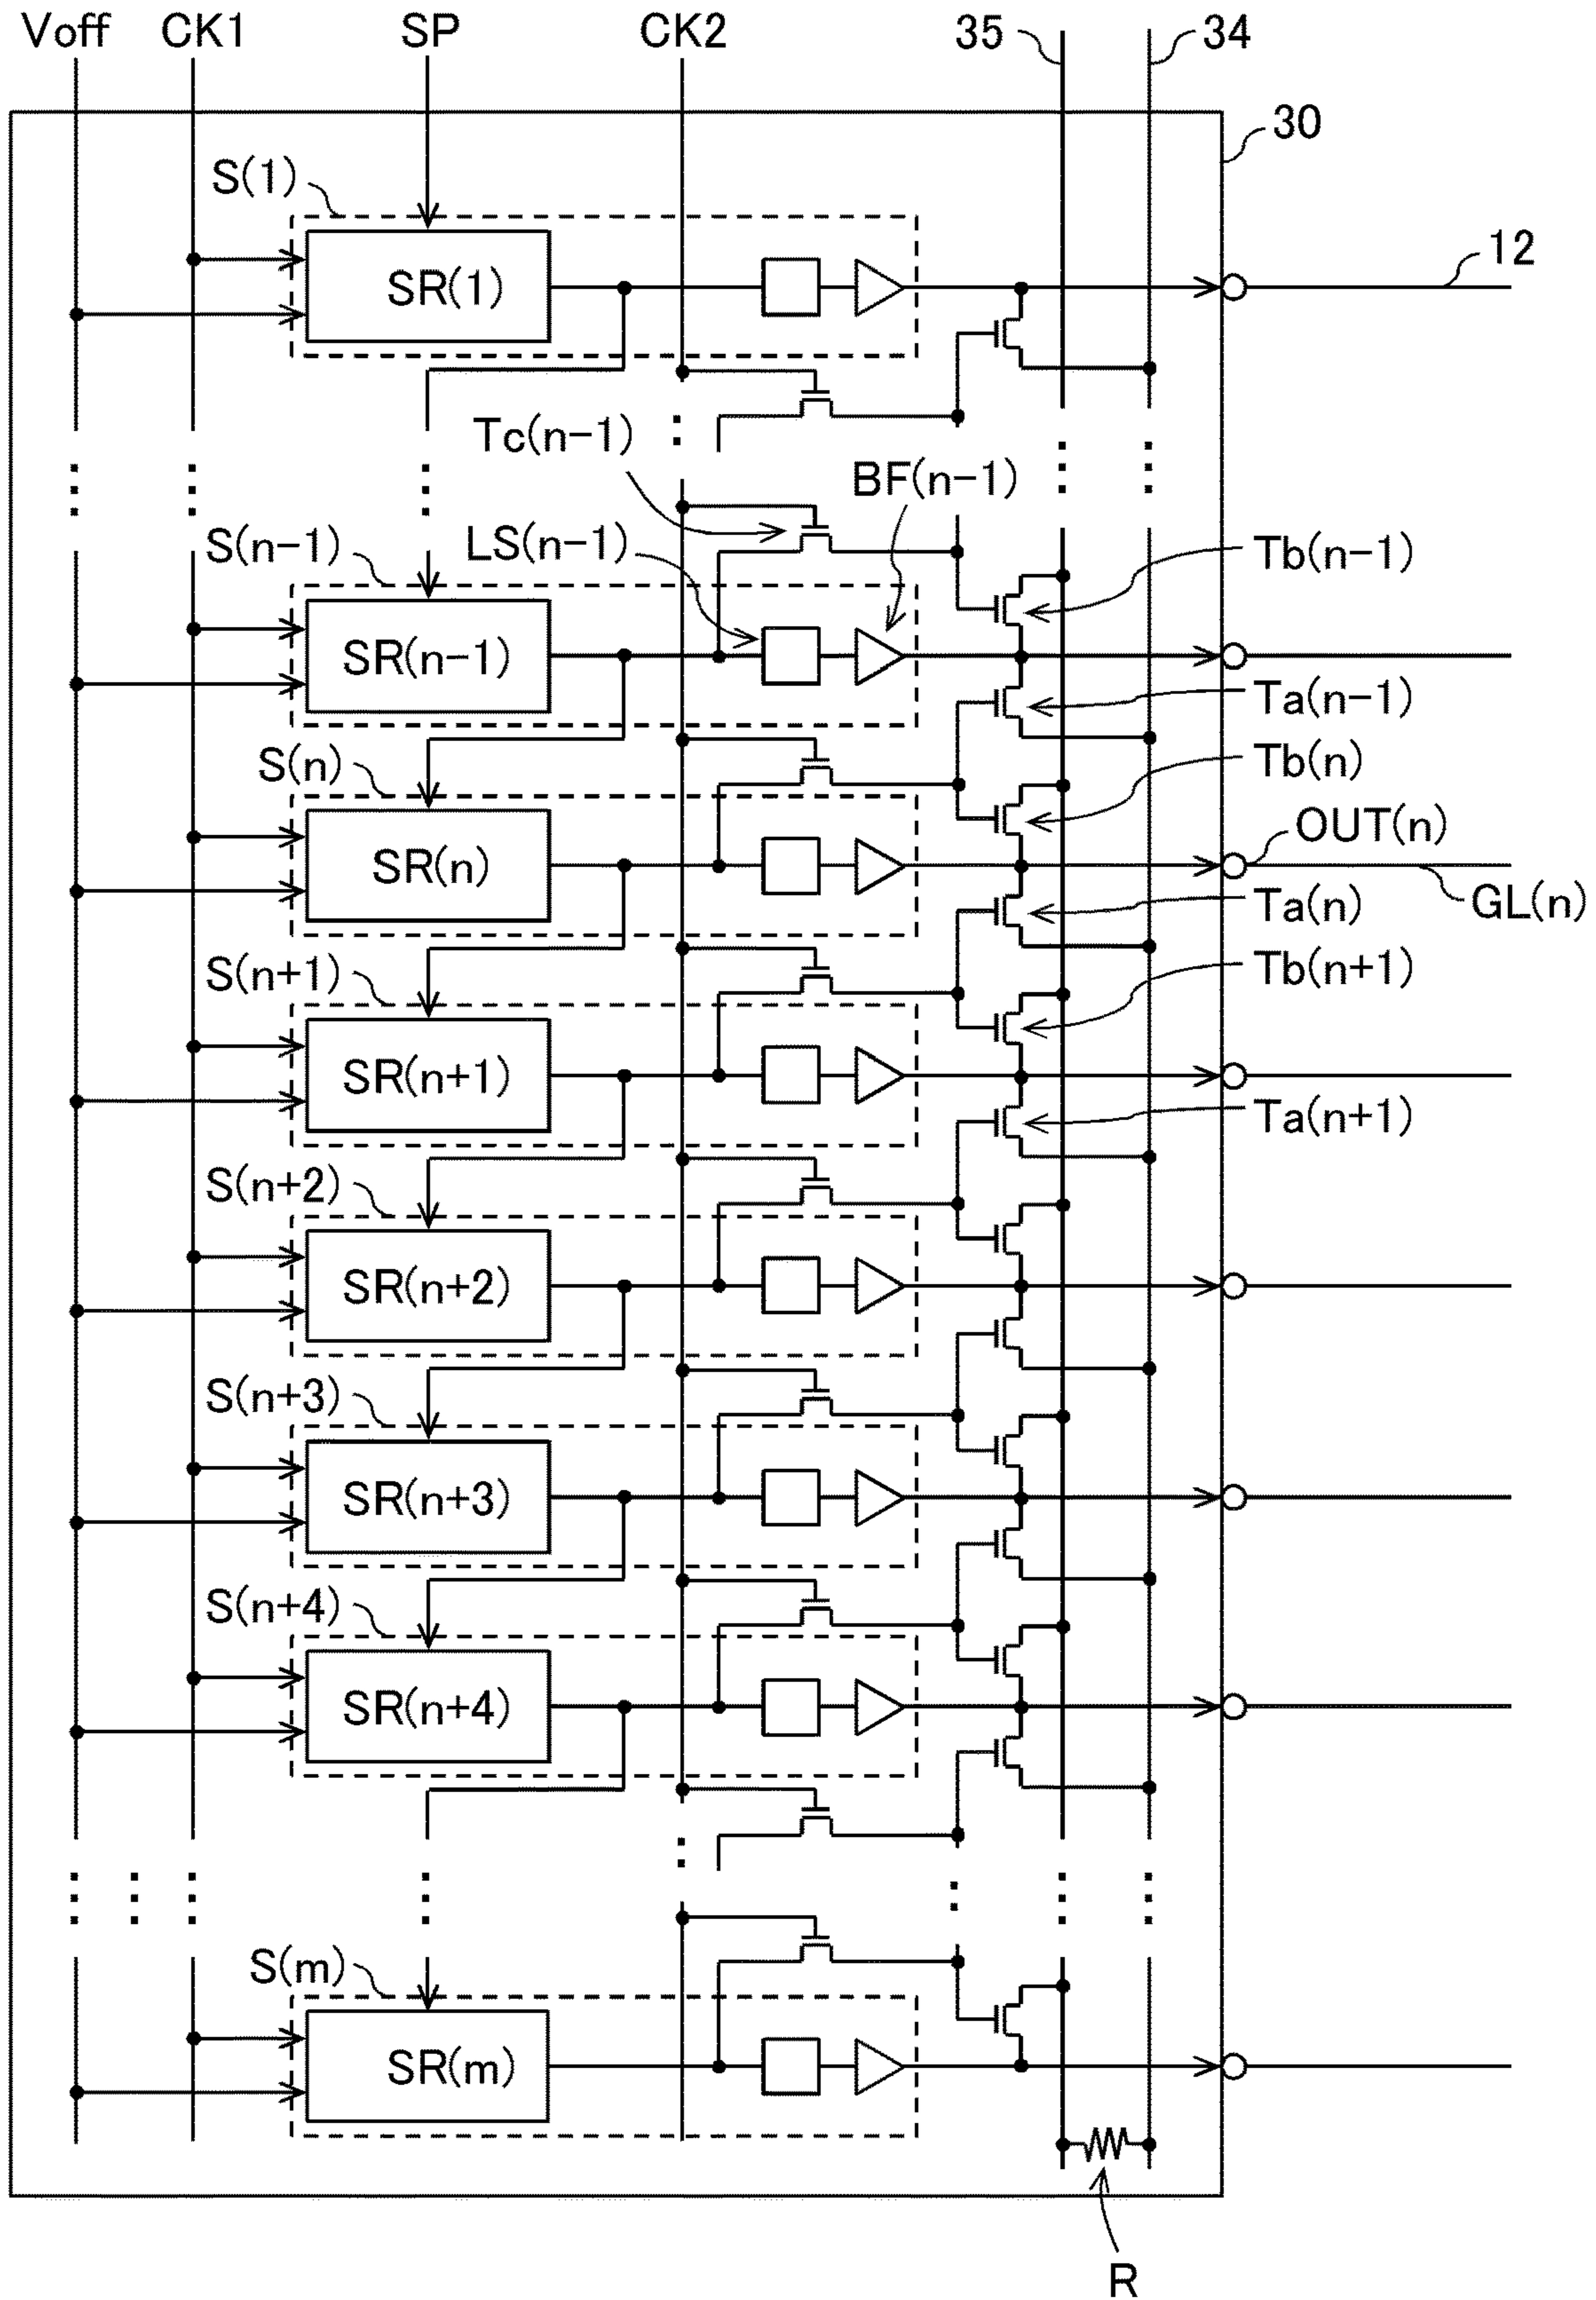 Voff CK1 SP CK2 35 34
30
S(1)
SR(1)
12
Tc(n-1)
BF(n-1)
S(n-1)
LS(n-1)
Tb(n-1)
SR(n-1)
Ta(n-1)
S(n)
Tb(n)
OUT(n)
SR(n)
GL(n)
Ta(n)
S(n+1)
Tb(n+1)
SR(n+1)
Ta(n+1)
S(n+2)
SR(n+2)
S(n+3)
SR(n+3)
S(n+4)
SR(n+4)
S(m)
SR(m)
R